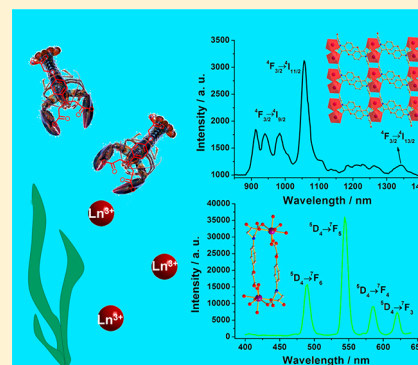 Ln³⁺
Ln³⁺
Ln³⁺
Intensity / a. u.
3500
3000
2500
2000
1500
1000
⁴F₃/₂→⁴I₁₁/₂
⁴F₃/₂→⁴I₉/₂
⁴F₃/₂→⁴I₁₃/₂
900 1000 1100 1200 1300
Wavelength / nm
Intensity / a. u.
40000
35000
30000
25000
20000
15000
10000
5000
0
⁵D₄→⁷F₅
⁵D₄→⁷F₆
⁵D₄→⁷F₄
⁵D₄→⁷F₃
400 450 500 550 600
Wavelength / nm